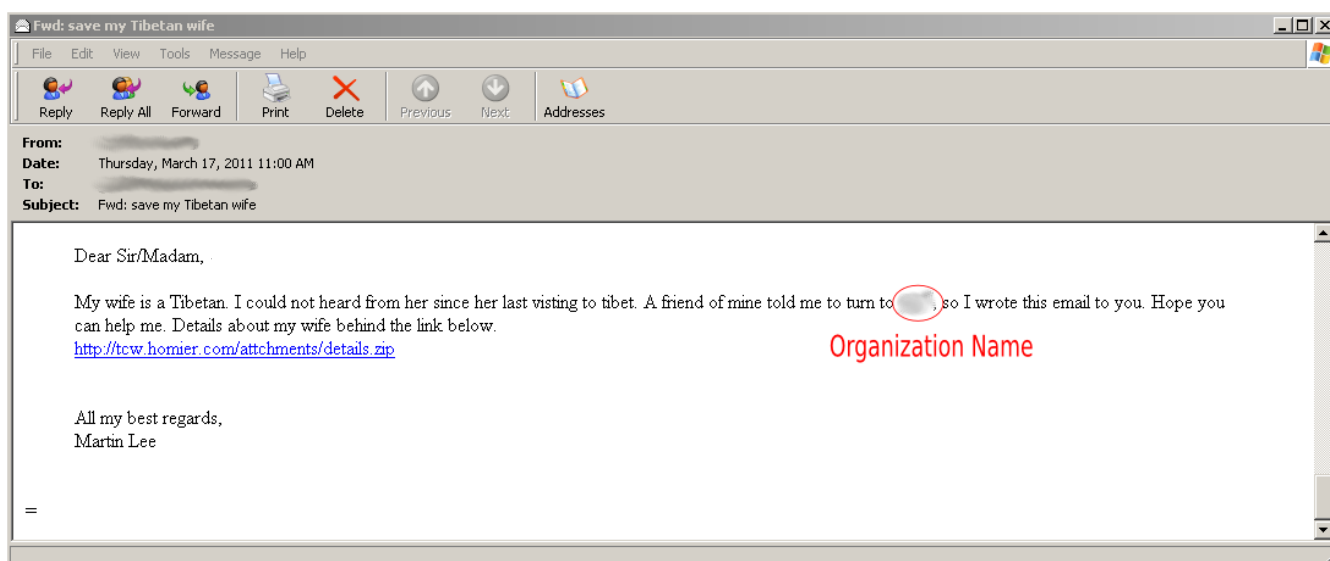 Fwd: save my Tibetan wife
File Edit View Tools Message Help
Reply Reply All Forward Print Delete Previous Next Addresses
From:
Date: Thursday, March 17, 2011 11:00 AM
To:
Subject: Fwd: save my Tibetan wife
Dear Sir/Madam,
My wife is a Tibetan. I could not heard from her since her last visting to tibet. A friend of mine told me to turn to , so I wrote this email to you. Hope you
can help me. Details about my wife behind the link below.
http://tcw.homier.com/attchments/details.zip
Organization Name
All my best regards,
Martin Lee
=